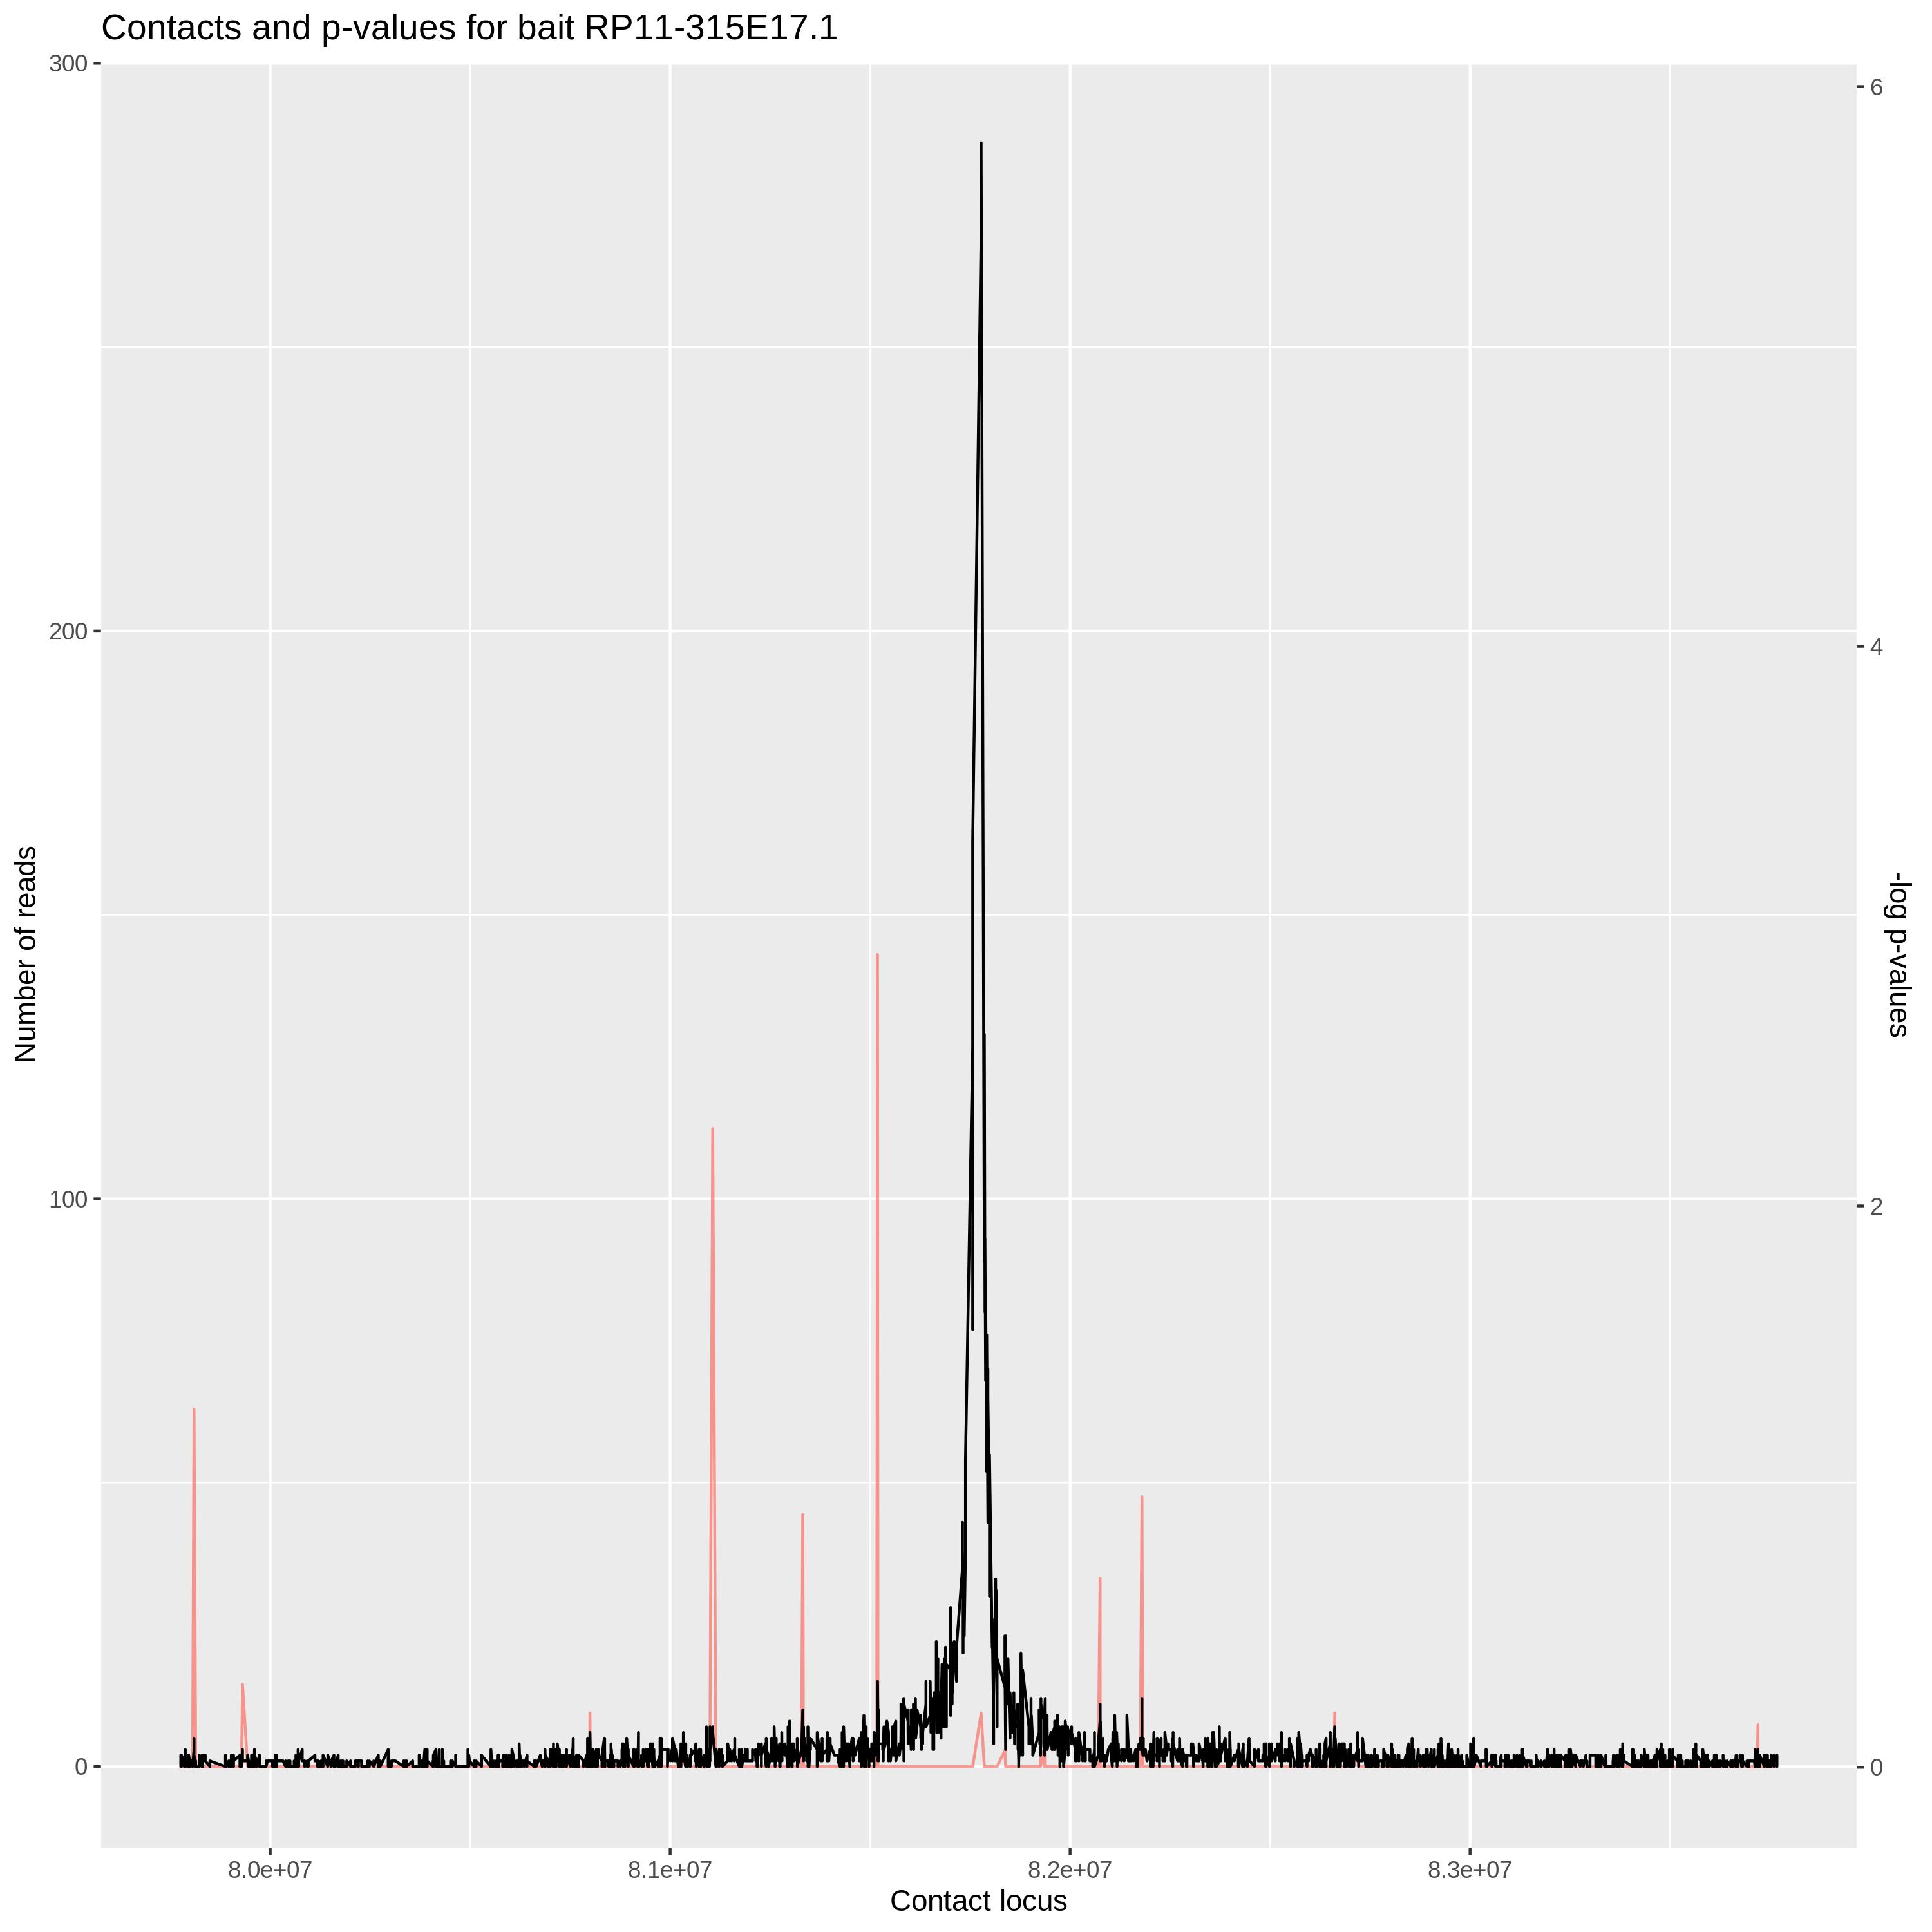 Contacts and p-values for bait RP11-315E17.1
300
200
100
0
6
4
2
0
Number of reads
-log p-values
8.0e+07
8.1e+07
8.2e+07
8.3e+07
Contact locus